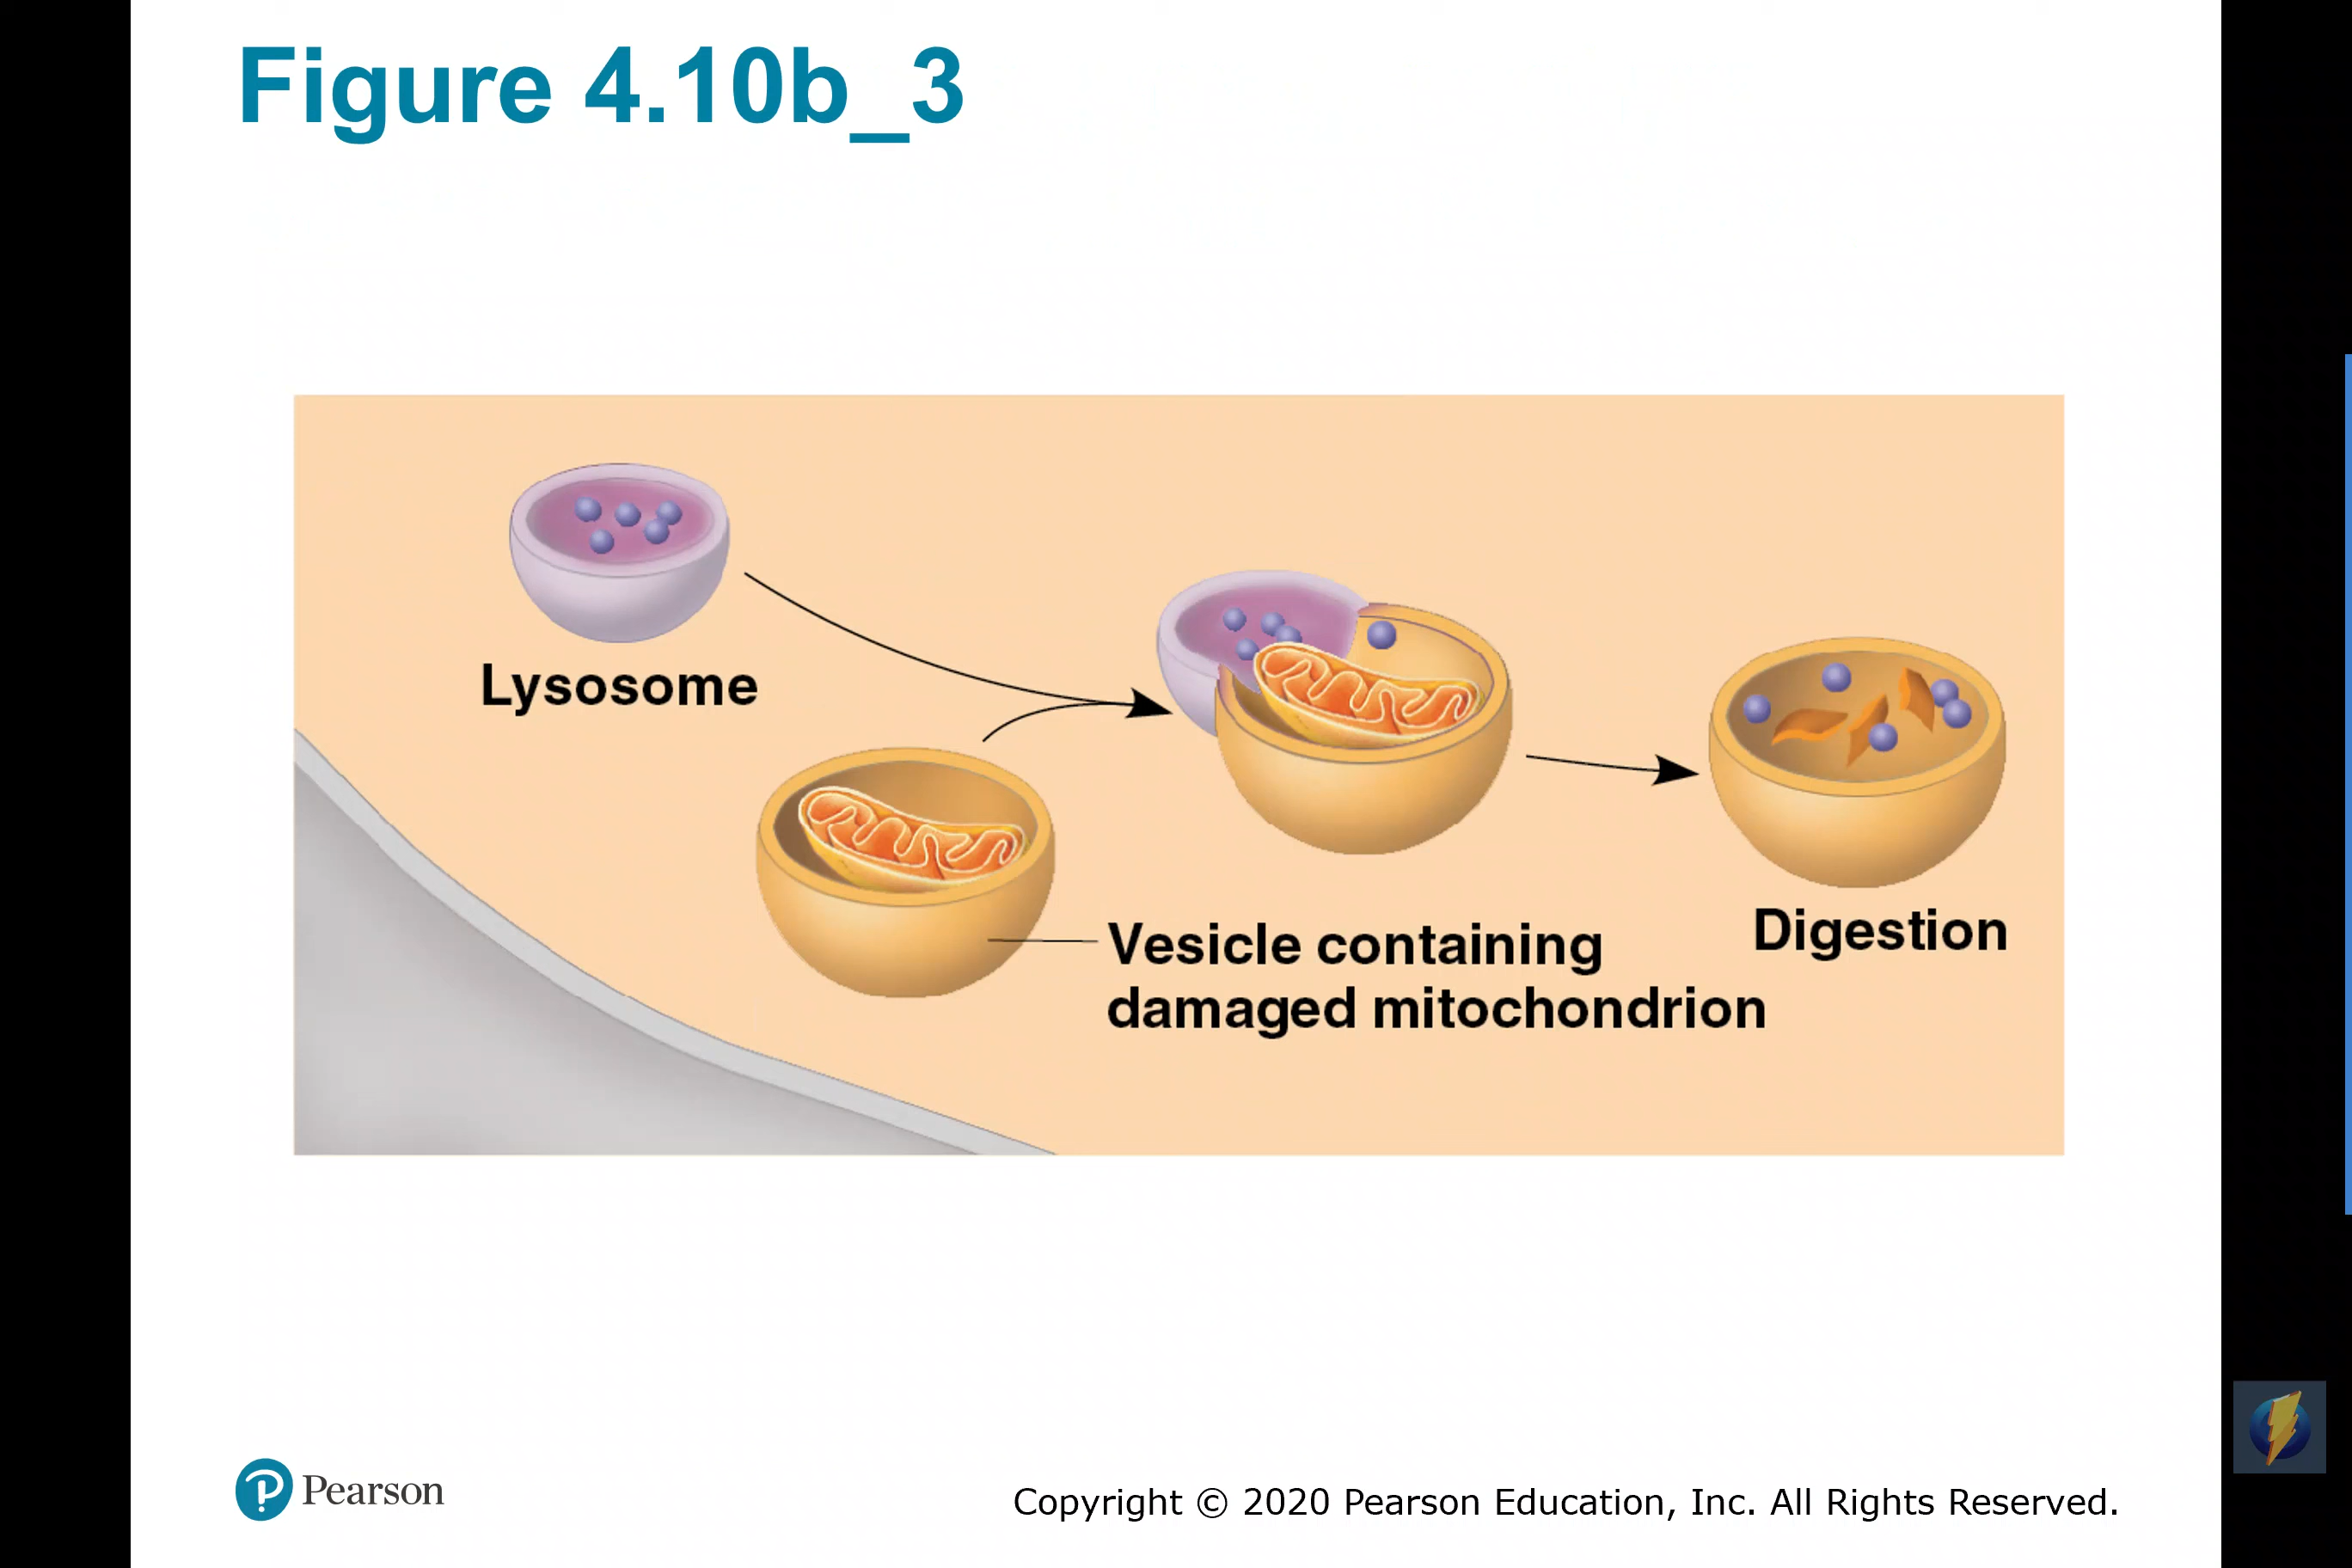 Figure 4.10b_3
Lysosome
Vesicle containing
damaged mitochondrion
Digestion
Pearson
Copyright © 2020 Pearson Education, Inc. All Rights Reserved.